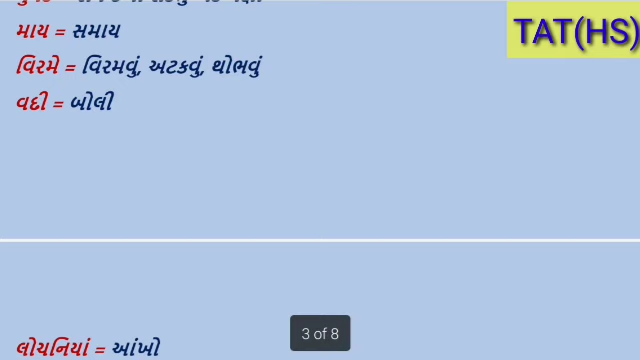 માય = સમાય
TAT(HS)
વિરમે = વિરમવું, અટકવું, થોભવું
વદી = બોલી
3 of 8
લોચનિયાં = આંખો